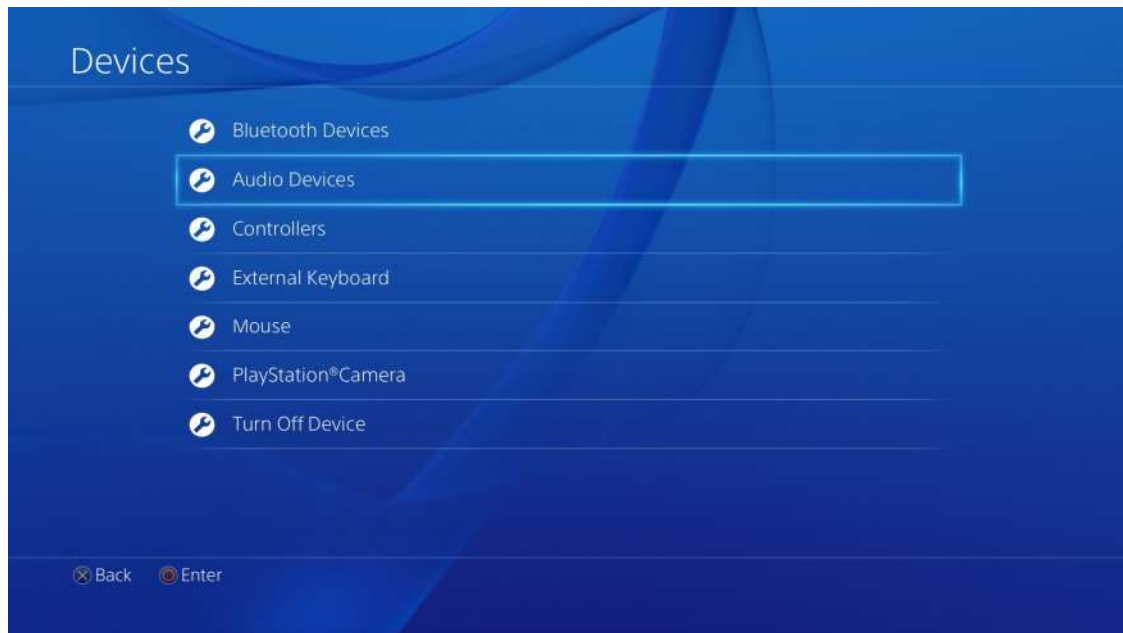 Devices
Bluetooth Devices
Audio Devices
Controllers
External Keyboard
Mouse
PlayStation®Camera
Turn Off Device
Back Enter